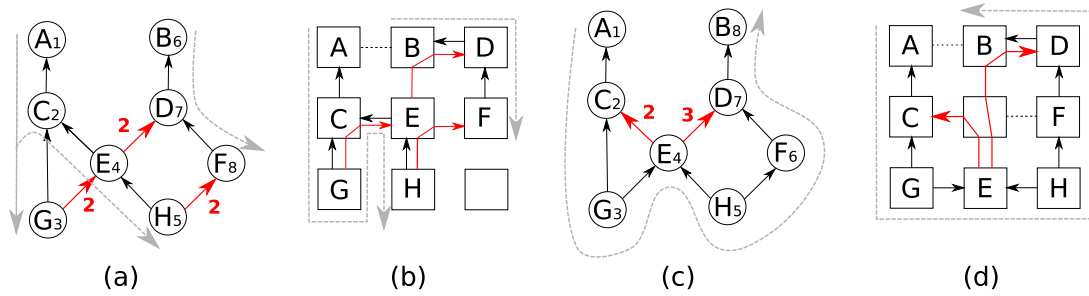 A1 B6
C2 D7
2
E4 F8
2 2
G3 H5
(a)
A B D
C E F
G H
(b)
A1 B8
C2 2 3 D7
E4 F6
G3 H5
(c)
A B D
C F
G E H
(d)